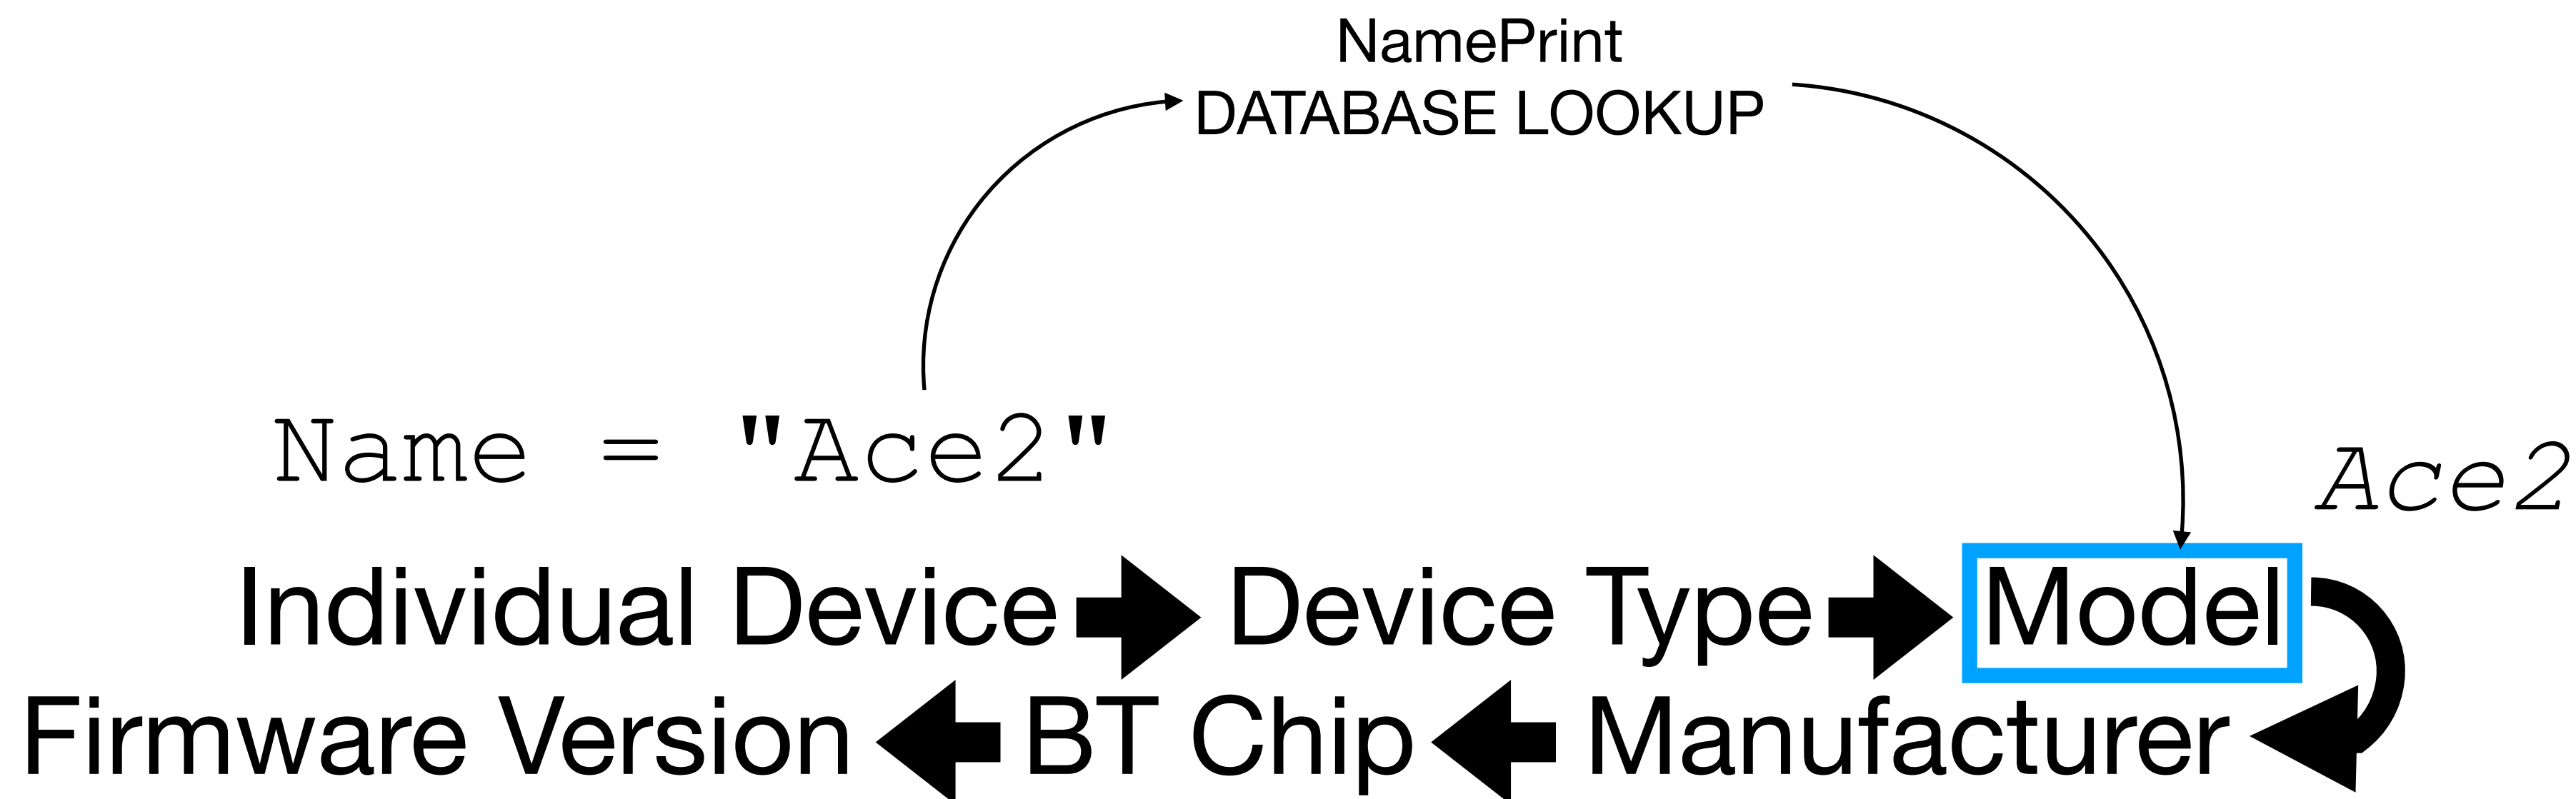 NamePrint
DATABASE LOOKUP
Name = "Ace2"
Ace2
Individual Device Device Type Model
Firmware Version BT Chip Manufacturer